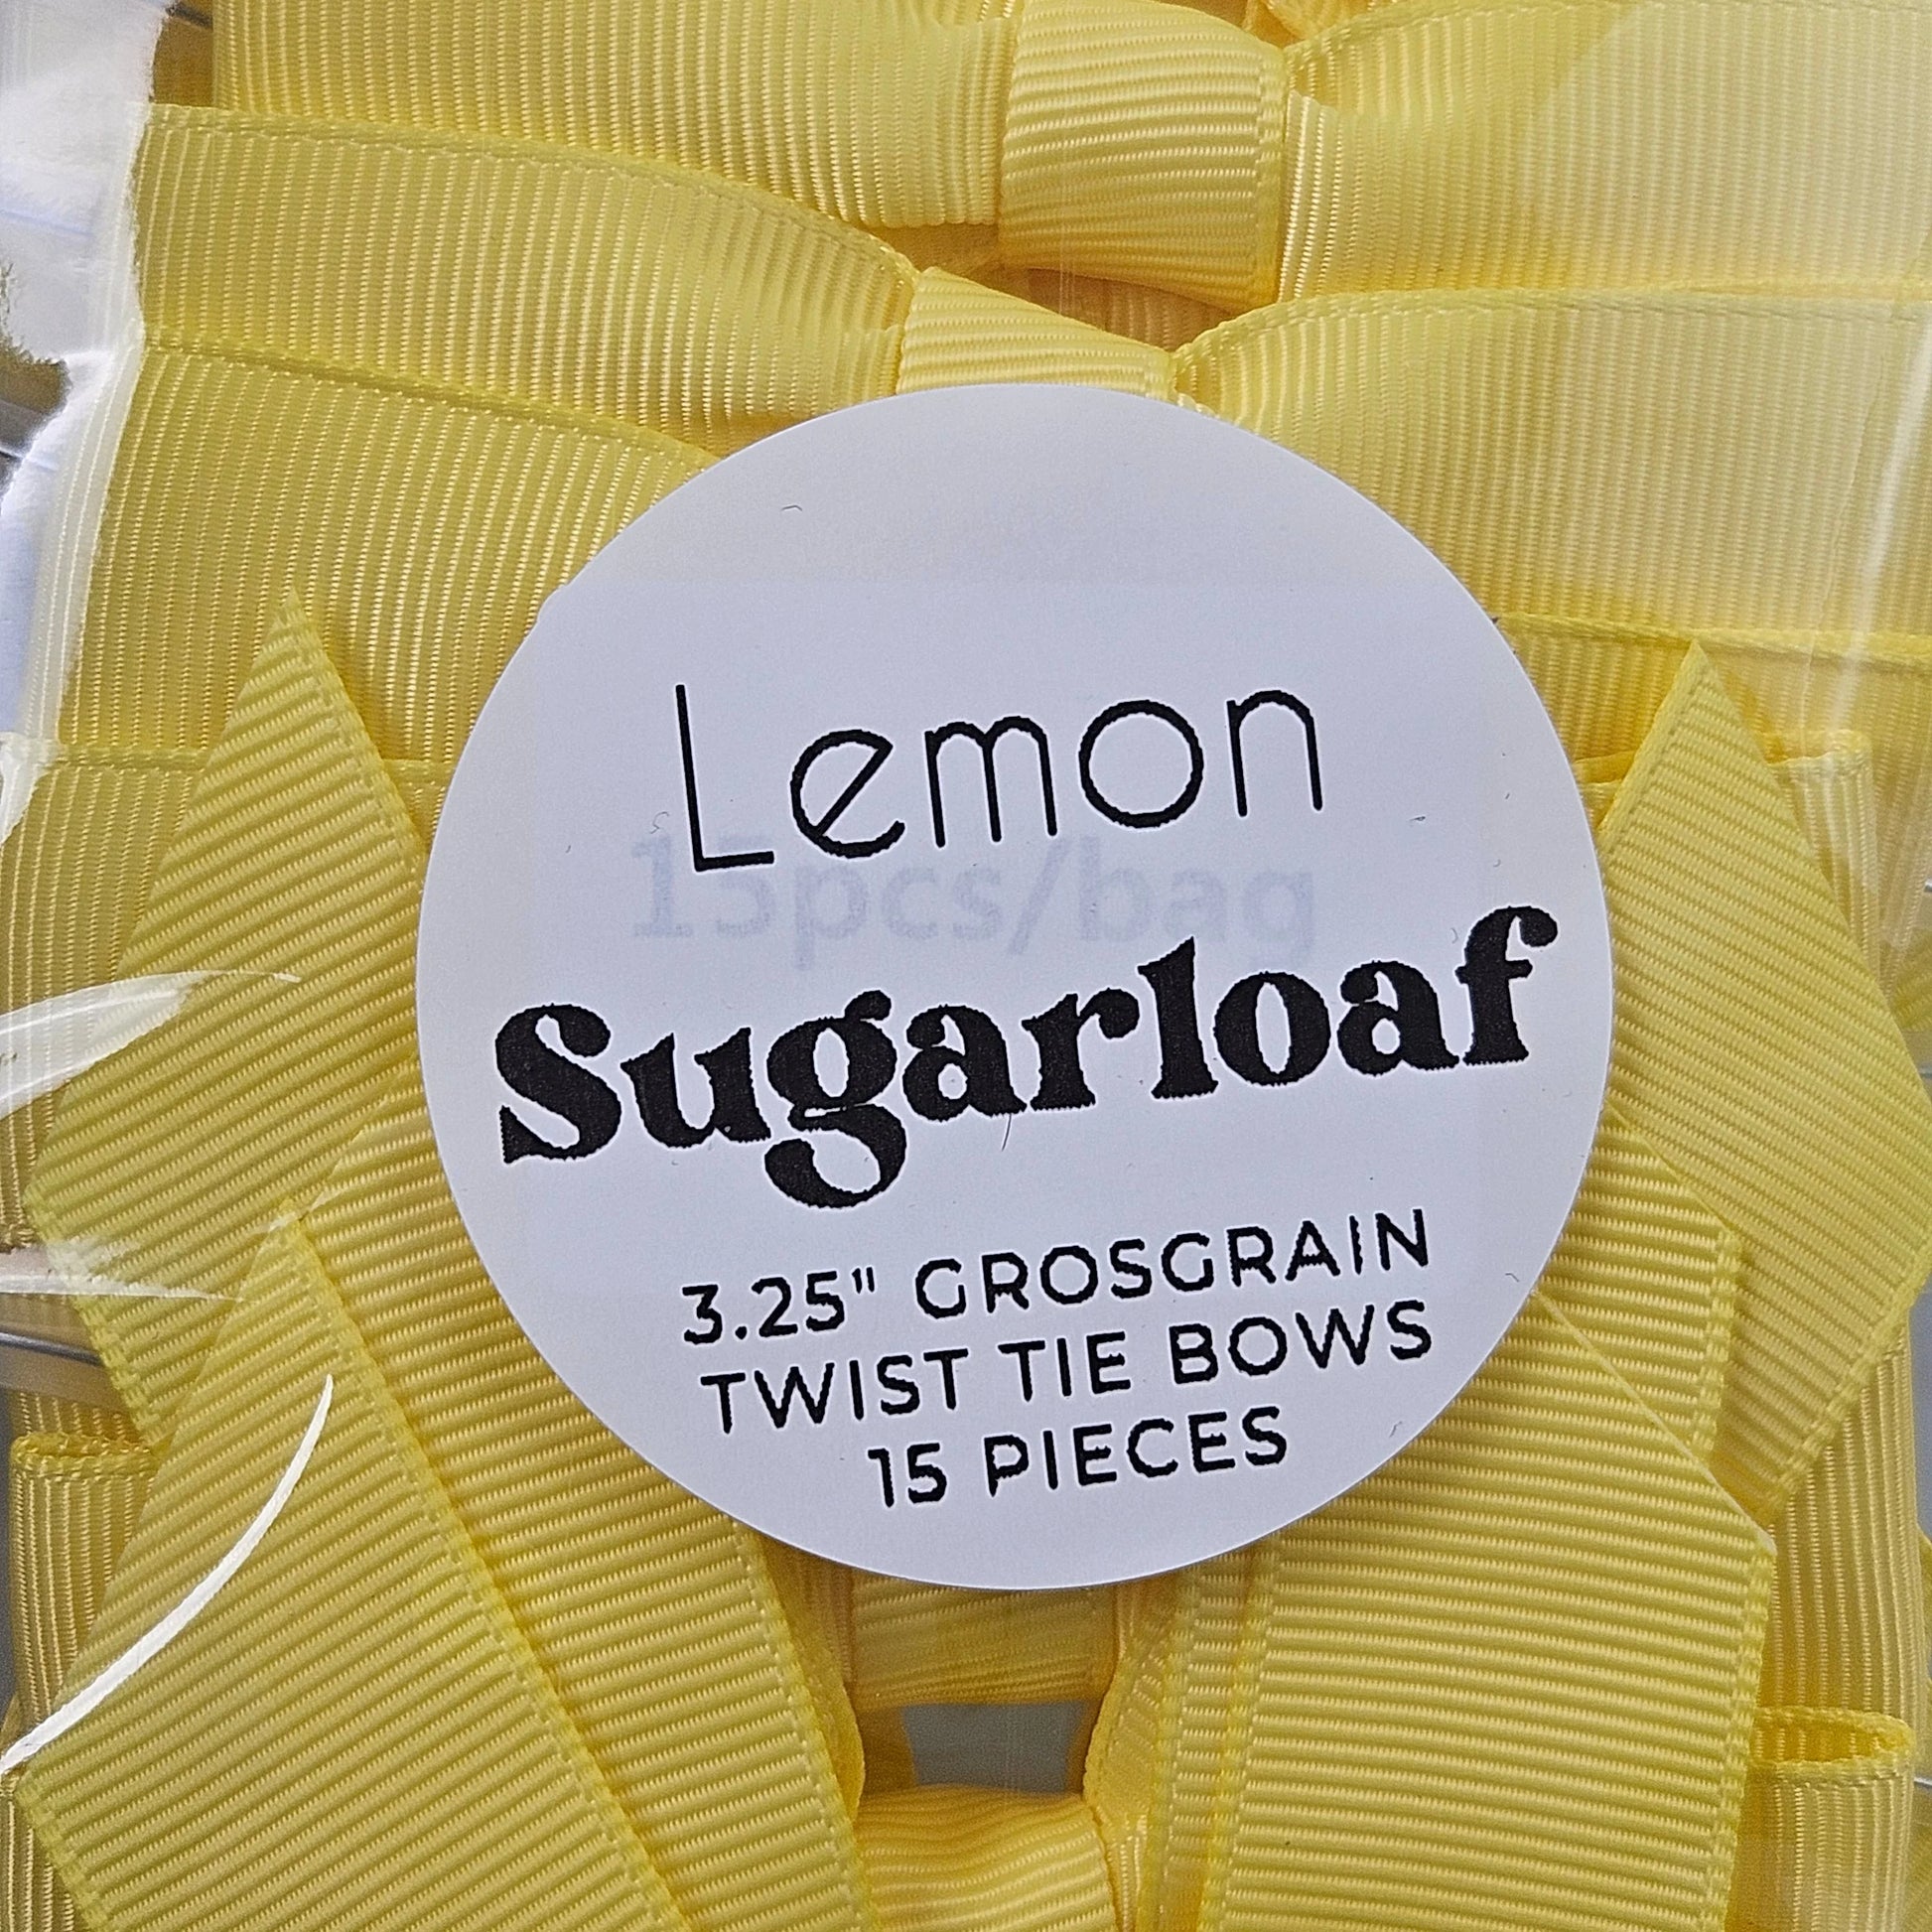 Lemon
15pcs/bag
Sugarloaf
3.25" GROSGRAIN
TWIST TIE BOWS
15 PIECES